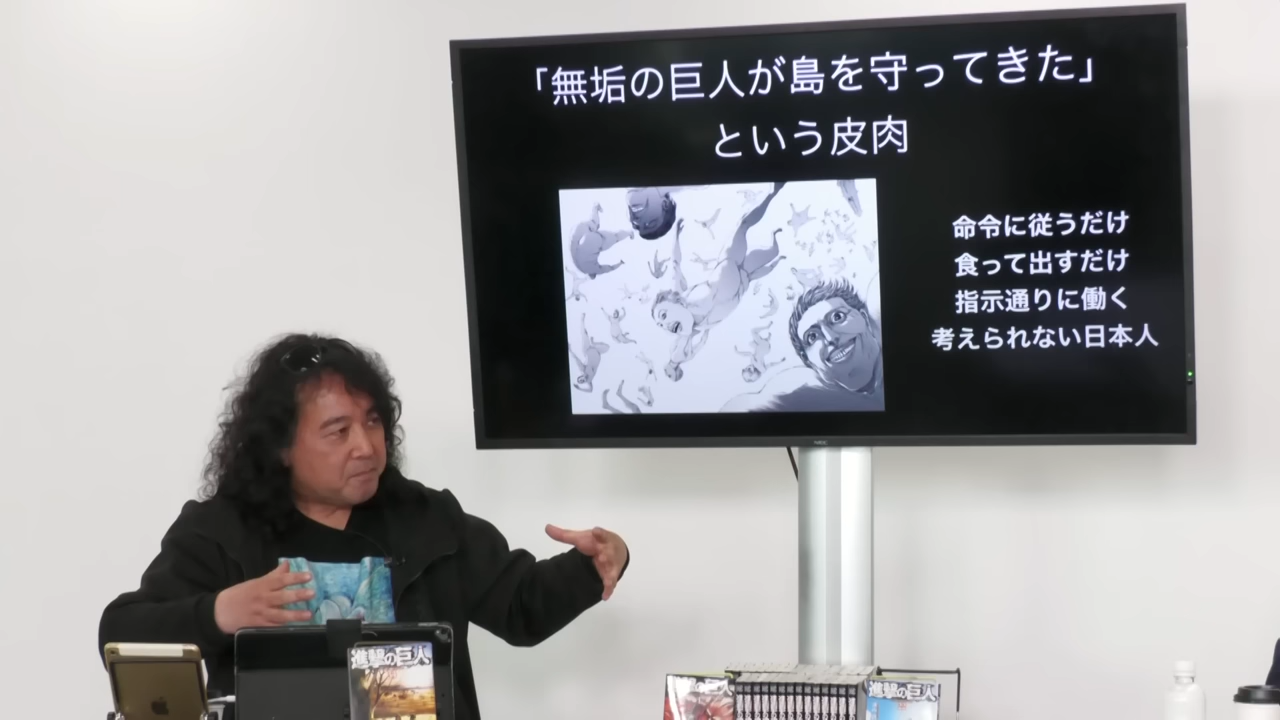 「無垢の巨人が島を守ってきた」
という皮肉
命令に従うだけ
食って出すだけ
指示通りに働く
考えられない日本人
進撃の巨人
進撃の巨人